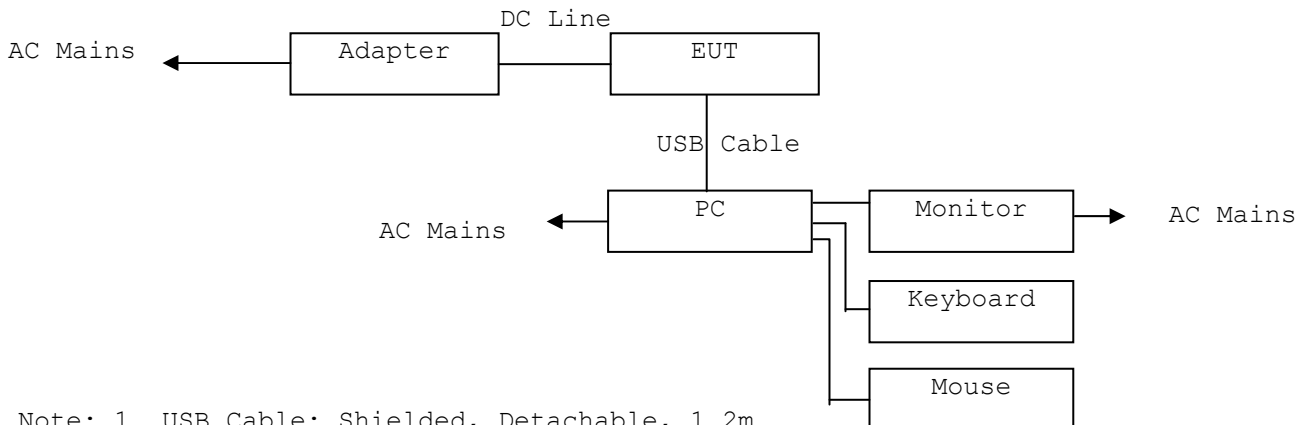 DC Line
AC Mains
Adapter
EUT
USB Cable
PC
Monitor
AC Mains
AC Mains
Keyboard
Mouse
Note: 1. USB Cable: Shielded, Detachable, 1.2m